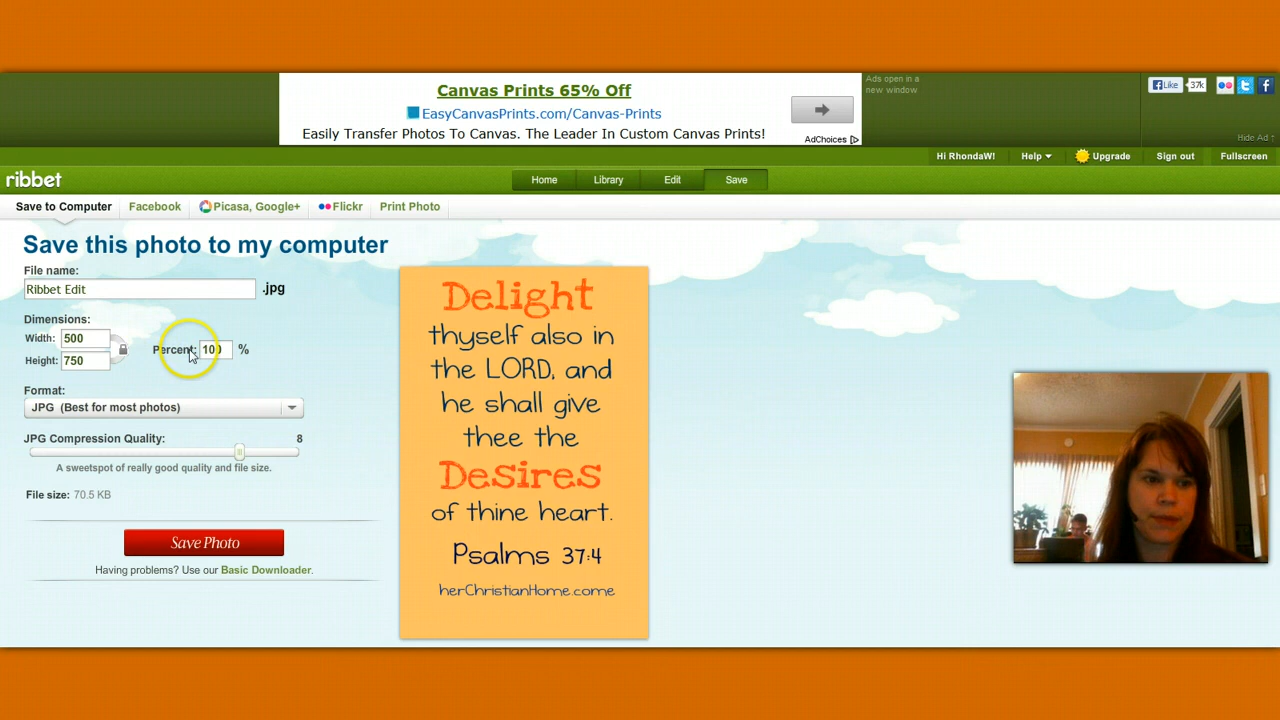 Canvas Prints 65% Off
EasyCanvasPrints.com/Canvas-Prints
Easily Transfer Photos To Canvas. The Leader In Custom Canvas Prints!
AdChoices
Ads open in a
new window
Like
37k
Hide Ad ↑
Hi RhondaW!
Help
Upgrade
Sign out
Fullscreen
ribbet
Home
Library
Edit
Save
Save to Computer
Facebook
Picasa, Google+
Flickr
Print Photo
Save this photo to my computer
File name:
Ribbet Edit
.jpg
Dimensions:
Width: 500
Percent: 100 %
Height: 750
Format:
JPG (Best for most photos)
JPG Compression Quality: 8
A sweetspot of really good quality and file size.
File size: 70.5 KB
Save Photo
Having problems? Use our Basic Downloader.
Delight
thyself also in
the LORD, and
he shall give
thee the
Desires
of thine heart.
Psalms 37:4
herChristianHome.come